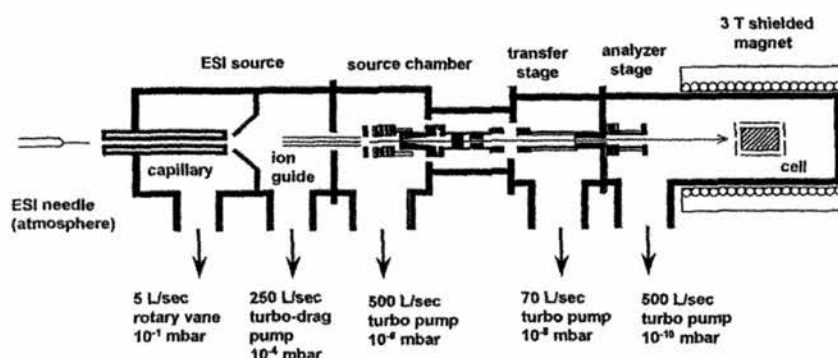 3 T shielded
magnet
ESI source
source chamber
transfer
stage
analyzer
stage
capillary
ion
guide
cell
ESI needle
(atmosphere)
5 L/sec
rotary vane
10⁻¹ mbar
250 L/sec
turbo-drag
pump
10⁻⁴ mbar
500 L/sec
turbo pump
10⁻⁶ mbar
70 L/sec
turbo pump
10⁻⁸ mbar
500 L/sec
turbo pump
10⁻¹⁰ mbar